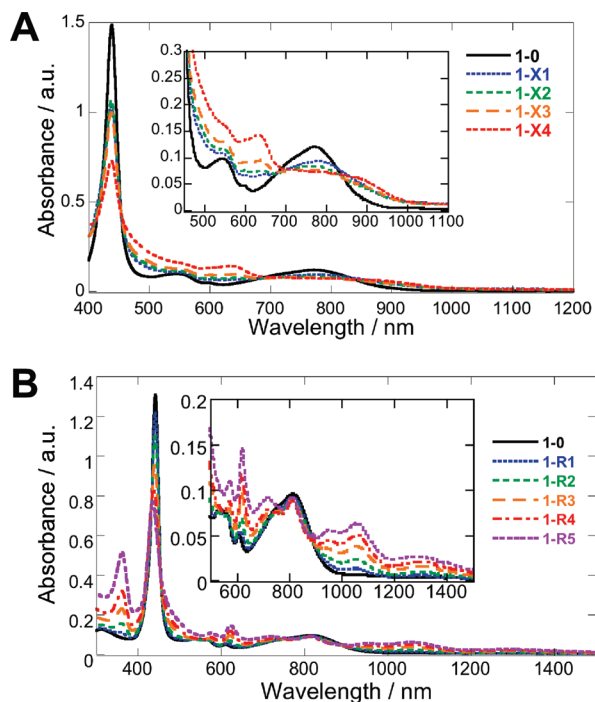 A
Absorbance / a.u.
1.5
1
0.5
0
0.3
0.25
0.2
0.15
0.1
0.05
0
500 600 700 800 900 1000 1100
1-0
1-X1
1-X2
1-X3
1-X4
400 500 600 700 800 900 1000 1100 1200
Wavelength / nm
B
Absorbance / a.u.
1.4
1.2
1
0.8
0.6
0.4
0.2
0
0.2
0.15
0.1
0.05
0
600 800 1000 1200 1400
1-0
1-R1
1-R2
1-R3
1-R4
1-R5
400 600 800 1000 1200 1400
Wavelength / nm